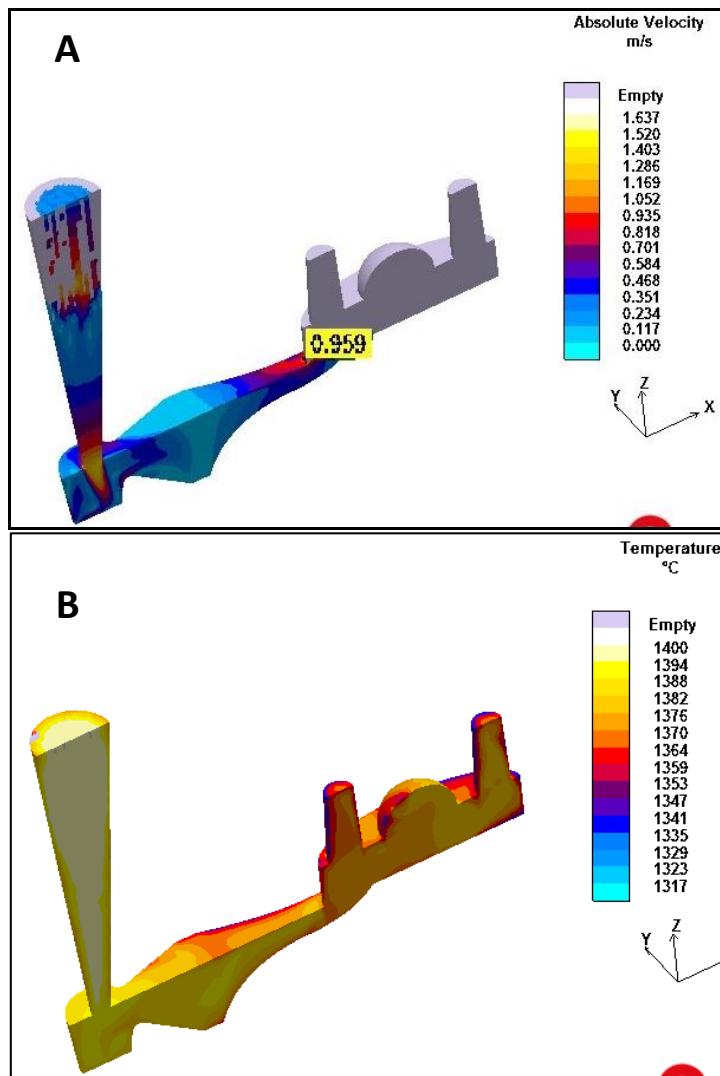 A
Absolute Velocity
m/s
Empty
1.637
1.520
1.403
1.286
1.169
1.052
0.935
0.818
0.701
0.584
0.468
0.351
0.234
0.117
0.000
0.959
Z
Y
X
B
Temperature
°C
Empty
1400
1394
1388
1382
1376
1370
1364
1359
1353
1347
1341
1335
1329
1323
1317
Z
Y